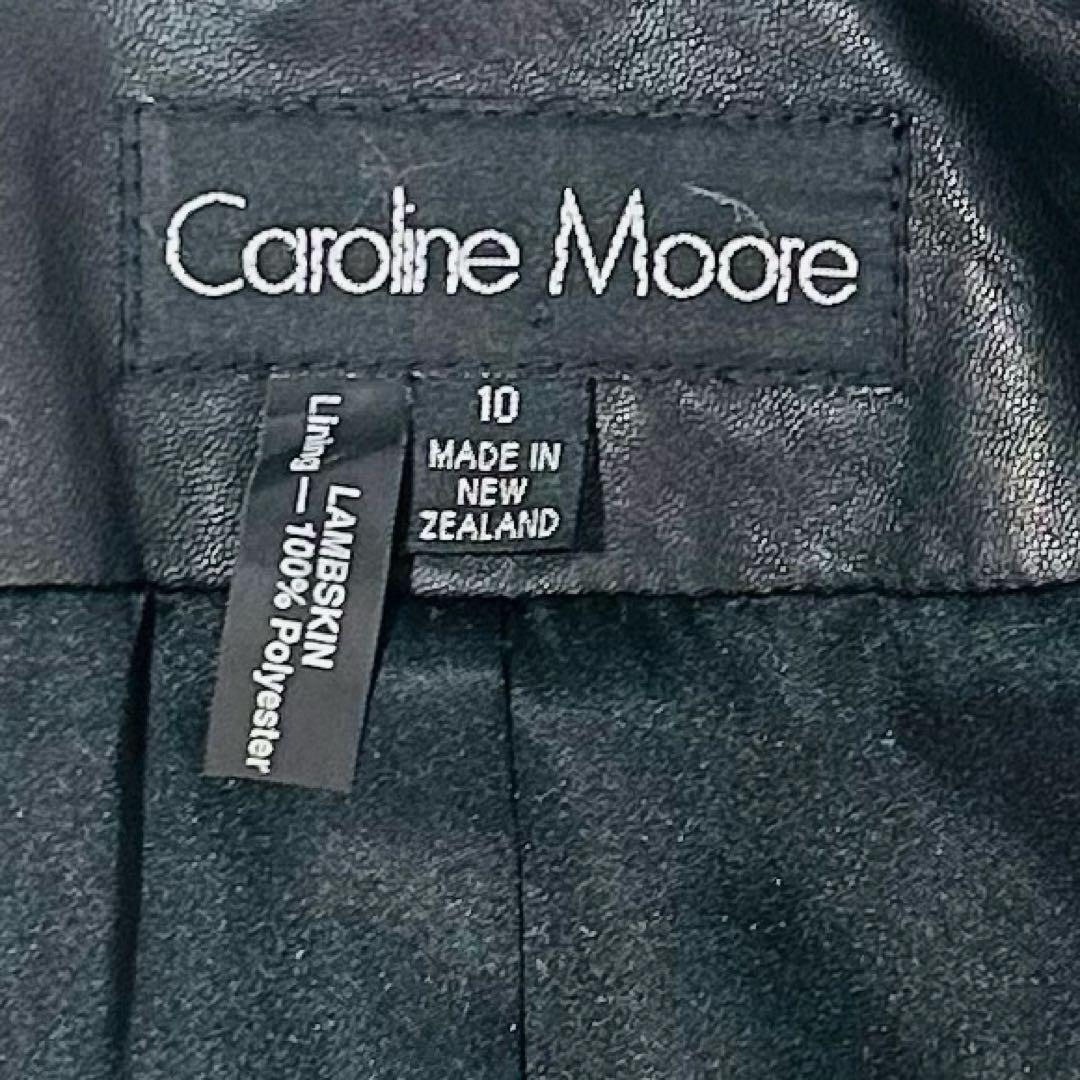 Caroline Moore
10
MADE IN
NEW
ZEALAND
LAMBSKIN
Lining — 100% Polyester